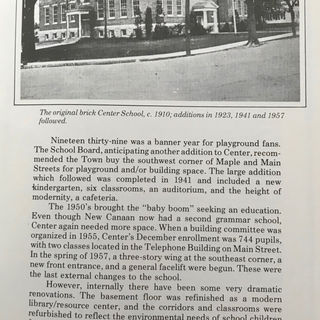 The original brick Center School, c. 1910; additions in 1923, 1941 and 1957
followed.
Nineteen thirty-nine was a banner year for playground fans.
The School Board, anticipating another addition to Center, recom-
mended the Town buy the southwest corner of Maple and Main
Streets for playground and/or building space. The large addition
which followed was completed in 1941 and included a new
kindergarten, six classrooms, an auditorium, and the height of
modernity, a cafeteria.
The 1950's brought the "baby boom" seeking an education.
Even though New Canaan now had a second grammar school,
Center again needed more space. When a building committee was
organized in 1955, Center's December enrollment was 744 pupils,
with two classes located in the Telephone Building on Main Street.
In the spring of 1957, a three-story wing at the southeast corner, a
new front entrance, and a general facelift were begun. These were
the last external changes to the school.
However, internally there have been some very dramatic
renovations. The basement floor was refinished as a modern
library/resource center, and the corridors and classrooms were
refurbished to reflect the environmental needs of school children